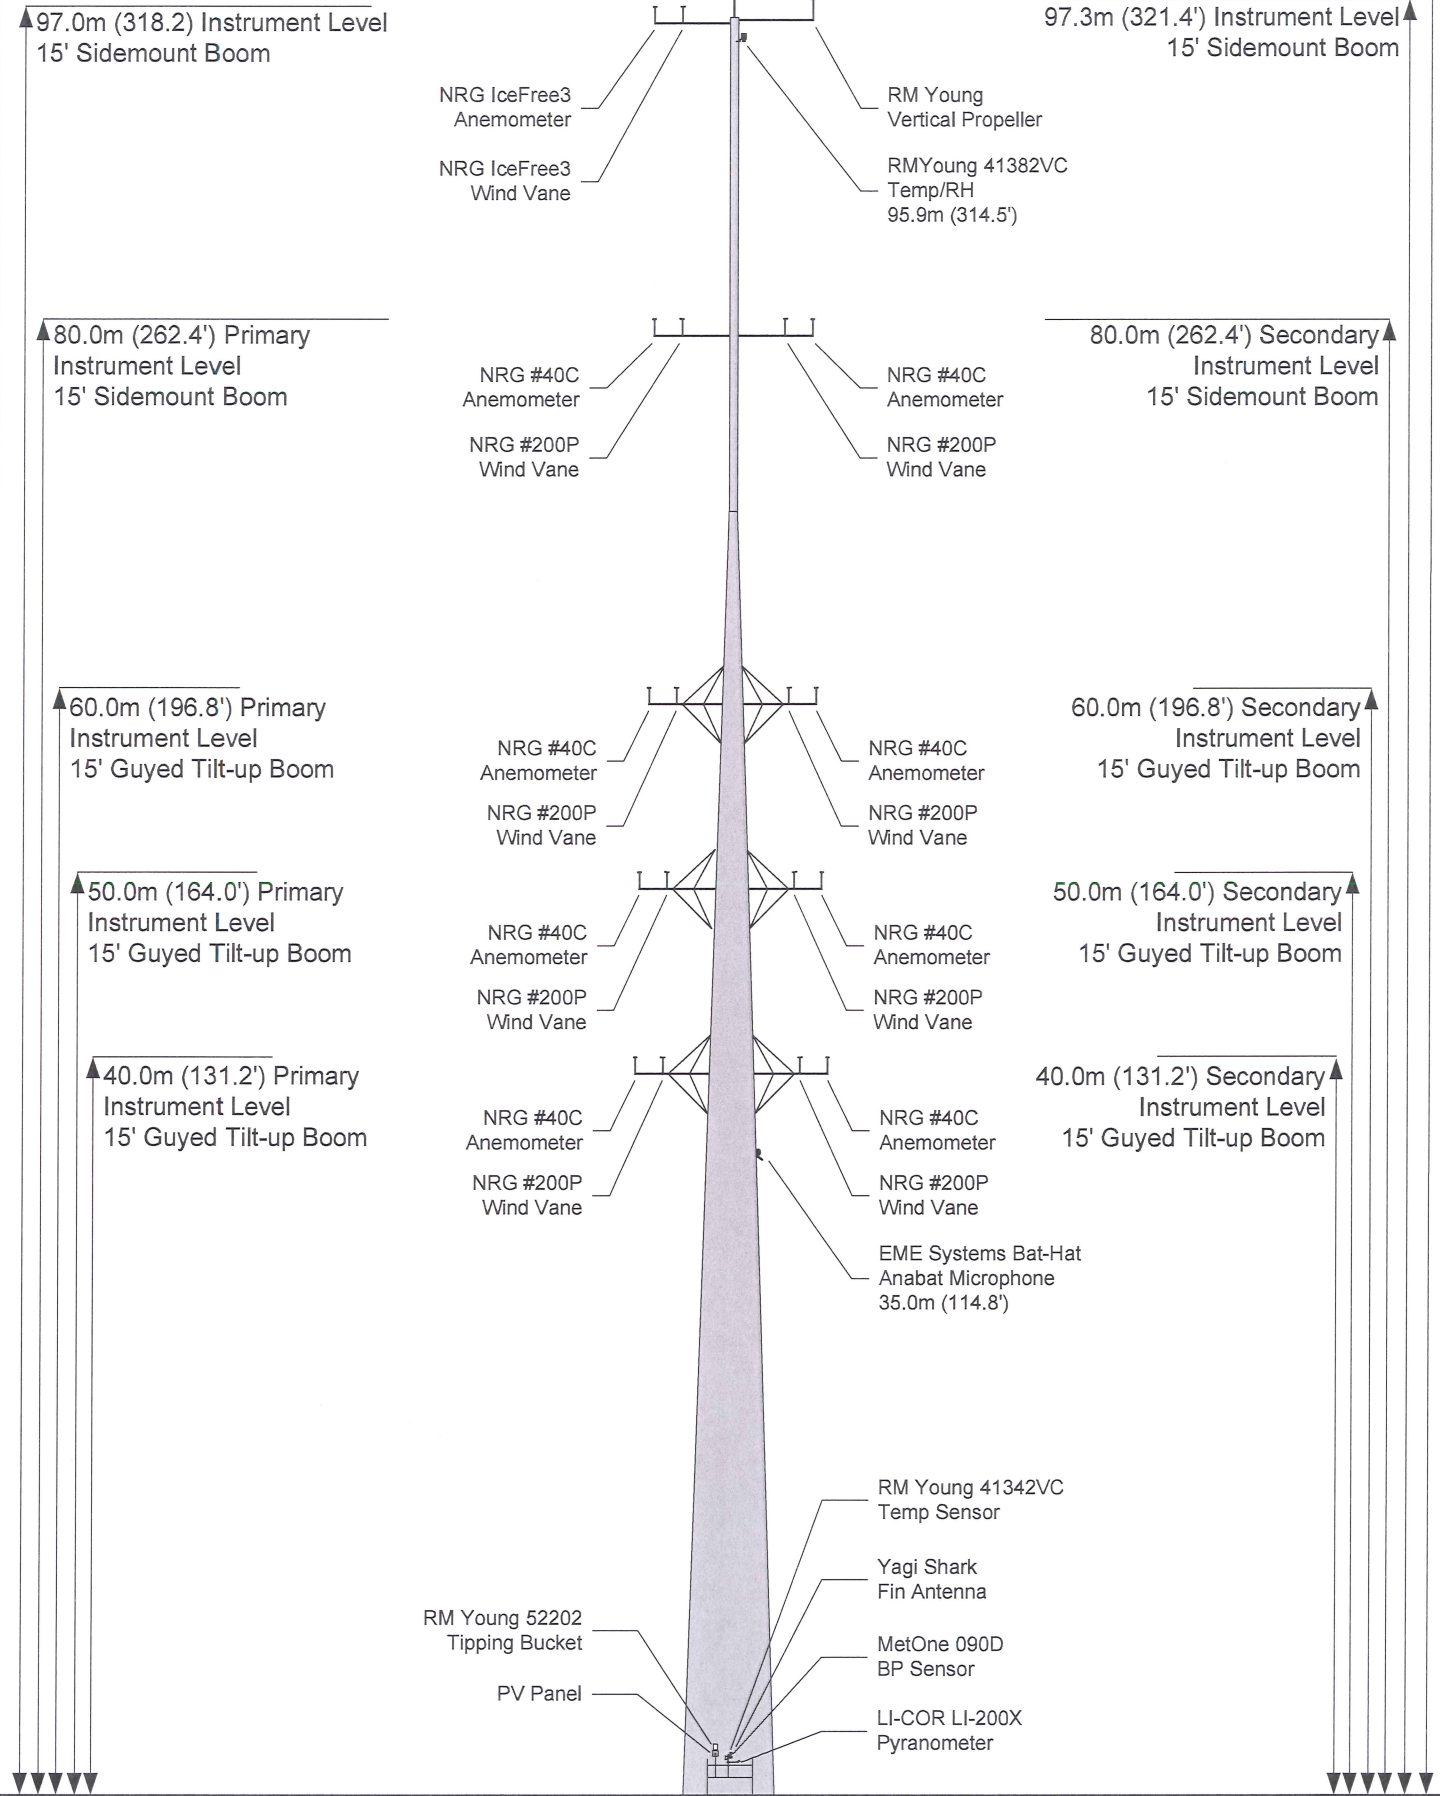 97.0m (318.2) Instrument Level
15' Sidemount Boom
97.3m (321.4') Instrument Level
15' Sidemount Boom
NRG IceFree3
Anemometer
NRG IceFree3
Wind Vane
RM Young
Vertical Propeller
RMYoung 41382VC
Temp/RH
95.9m (314.5')
80.0m (262.4') Primary
Instrument Level
15' Sidemount Boom
80.0m (262.4') Secondary
Instrument Level
15' Sidemount Boom
NRG #40C
Anemometer
NRG #200P
Wind Vane
NRG #40C
Anemometer
NRG #200P
Wind Vane
60.0m (196.8') Primary
Instrument Level
15' Guyed Tilt-up Boom
60.0m (196.8') Secondary
Instrument Level
15' Guyed Tilt-up Boom
NRG #40C
Anemometer
NRG #200P
Wind Vane
NRG #40C
Anemometer
NRG #200P
Wind Vane
50.0m (164.0') Primary
Instrument Level
15' Guyed Tilt-up Boom
50.0m (164.0') Secondary
Instrument Level
15' Guyed Tilt-up Boom
NRG #40C
Anemometer
NRG #200P
Wind Vane
NRG #40C
Anemometer
NRG #200P
Wind Vane
40.0m (131.2') Primary
Instrument Level
15' Guyed Tilt-up Boom
40.0m (131.2') Secondary
Instrument Level
15' Guyed Tilt-up Boom
NRG #40C
Anemometer
NRG #200P
Wind Vane
NRG #40C
Anemometer
NRG #200P
Wind Vane
EME Systems Bat-Hat
Anabat Microphone
35.0m (114.8')
RM Young 41342VC
Temp Sensor
Yagi Shark
Fin Antenna
RM Young 52202
Tipping Bucket
MetOne 090D
BP Sensor
PV Panel
LI-COR LI-200X
Pyranometer